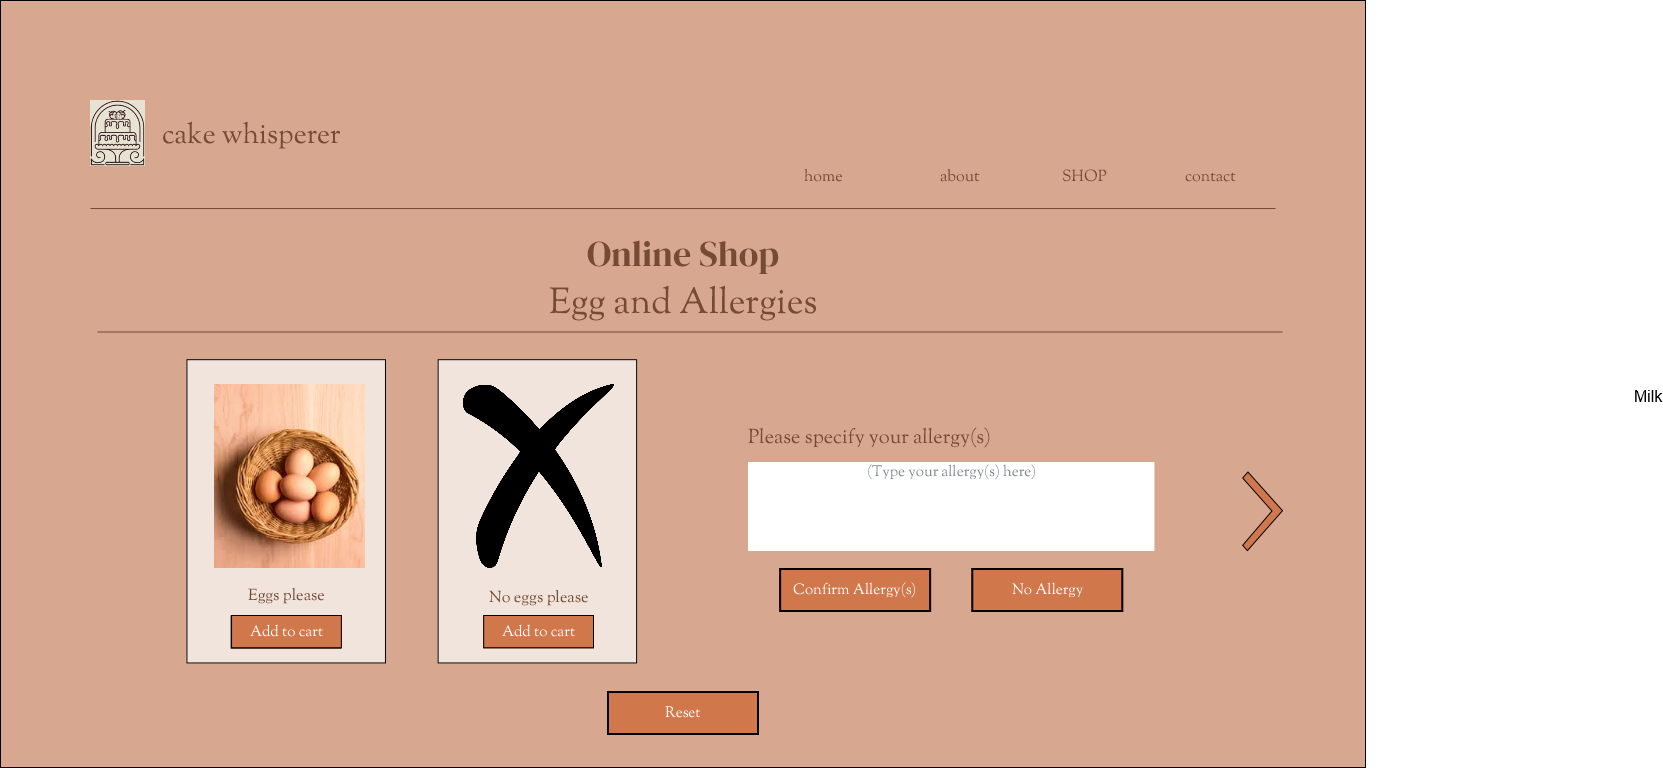 cake whisperer
home about SHOP contact
Online Shop
Egg and Allergies
Eggs please
Add to cart
No eggs please
Add to cart
Please specify your allergy(s)
(Type your allergy(s) here)
Confirm Allergy(s)
No Allergy
Reset
Milk